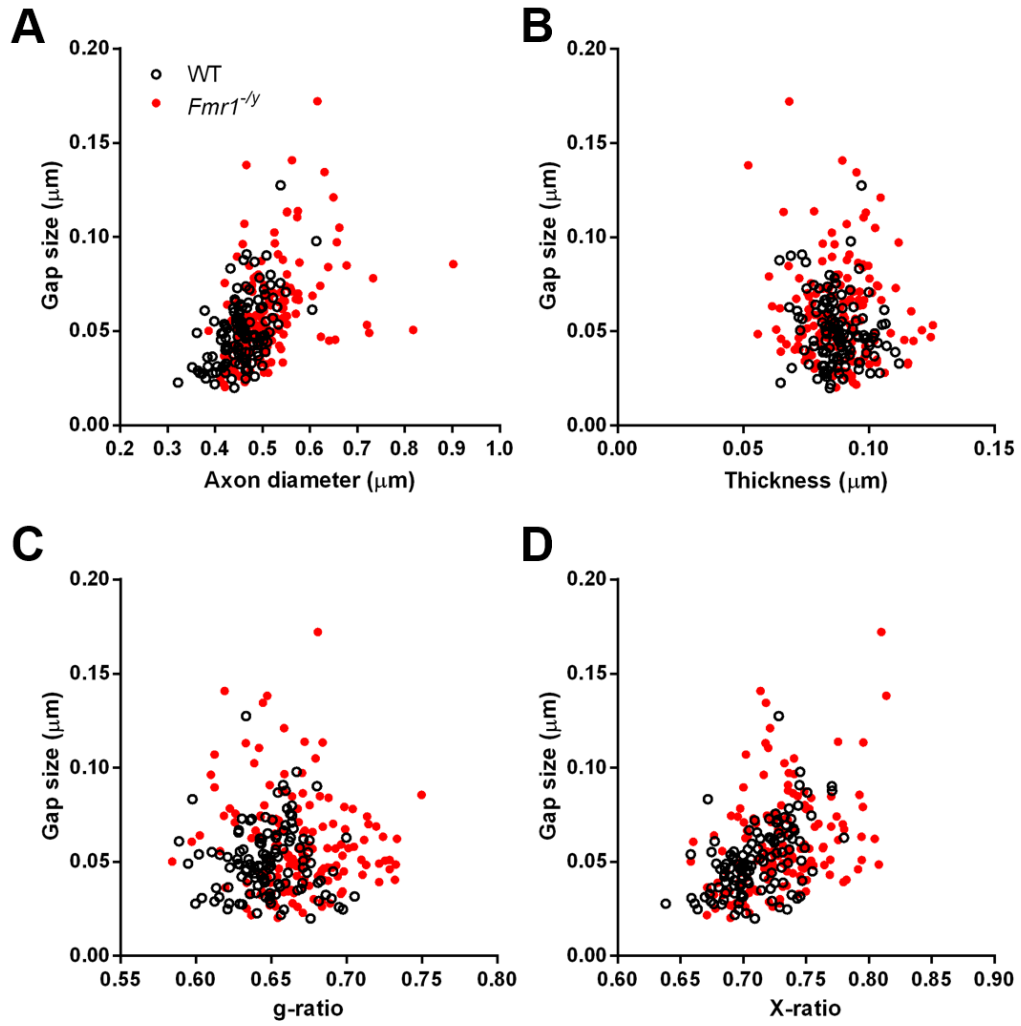 A
0.20
0.15
0.10
0.05
0.00
Gap size (μm)
WT
Fmr1-/y
0.2 0.3 0.4 0.5 0.6 0.7 0.8 0.9 1.0
Axon diameter (μm)
B
0.20
0.15
0.10
0.05
0.00
Gap size (μm)
0.00 0.05 0.10 0.15
Thickness (μm)
C
0.20
0.15
0.10
0.05
0.00
Gap size (μm)
0.55 0.60 0.65 0.70 0.75 0.80
g-ratio
D
0.20
0.15
0.10
0.05
0.00
Gap size (μm)
0.60 0.65 0.70 0.75 0.80 0.85 0.90
X-ratio